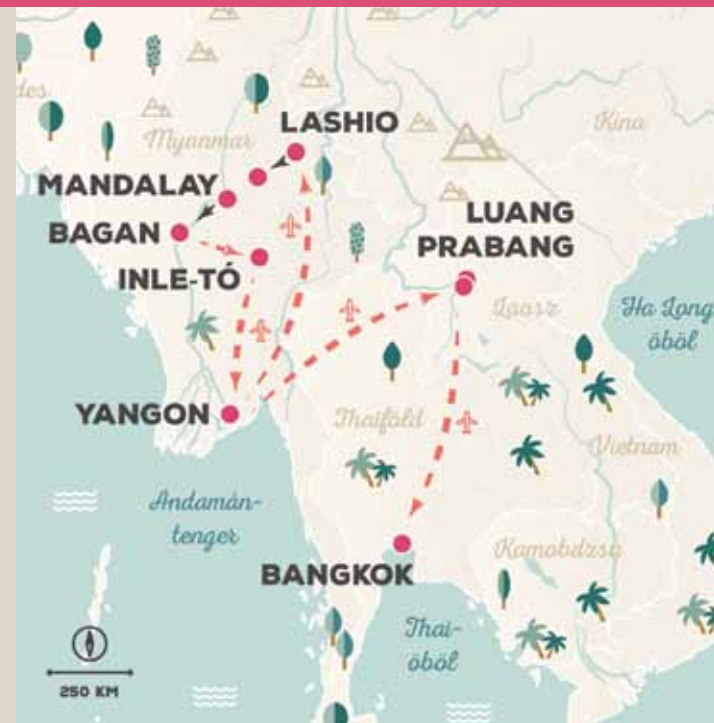 des
Myanmar
Kína
LASHIO
MANDALAY
BAGAN
INLE-TÓ
LUANG
PRABANG
Laosz
Ha Long
öböl
YANGON
Thaiföld
Vietnam
Andamán-
tenger
BANGKOK
Kambodzsa
Thai-
öböl
250 KM